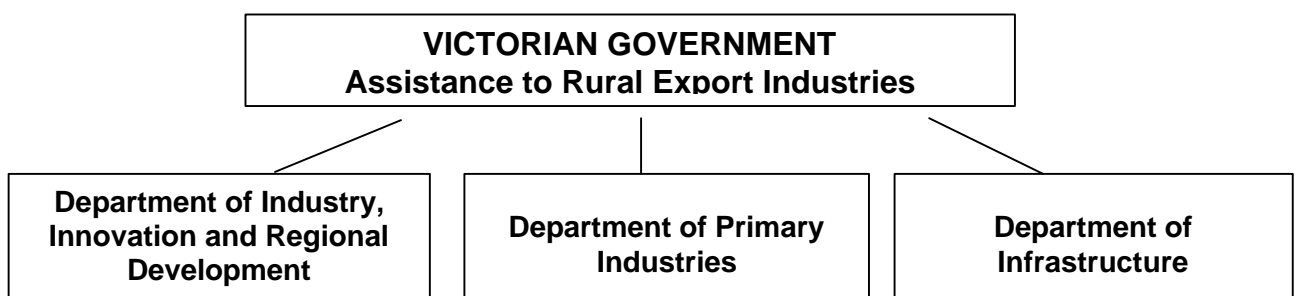 VICTORIAN GOVERNMENT
Assistance to Rural Export Industries
Department of Industry,
Innovation and Regional
Development
Department of Primary
Industries
Department of
Infrastructure